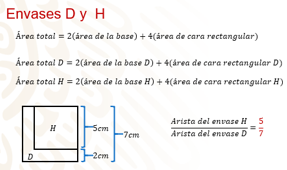 Envases D y H
Área total = 2(área de la base) + 4(área de cara rectangular)
Área total D = 2(área de la base D) + 4(área de cara rectangular D)
Área total H = 2(área de la base H) + 4(área de cara rectangular H)
H
D
5cm
2cm
7cm
Arista del envase H
Arista del envase D
= 5
7